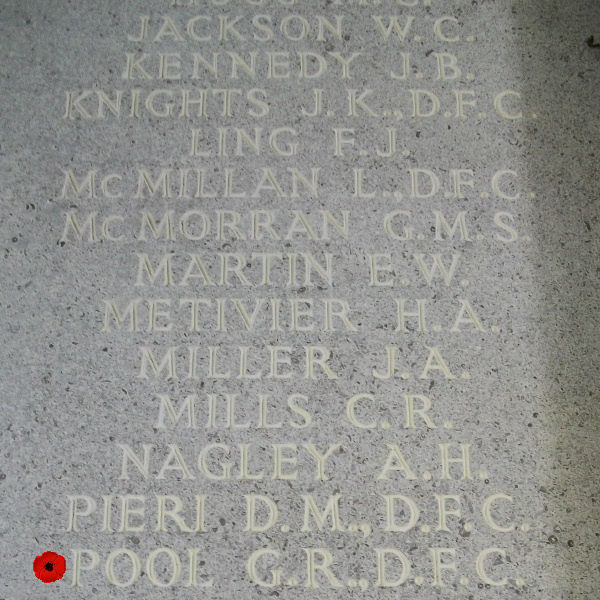 JACKSON W.C.
KENNEDY J.B.
KNIGHTS J.K., D.F.C.
LING F.J.
McMILLAN L., D.F.C.
McMORRAN G.M.S.
MARTIN E.W.
METIVIER H.A.
MILLER J.A.
MILLS C.R.
NAGLEY A.H.
PIERI D.M., D.F.C.
POOL G.R., D.F.C.